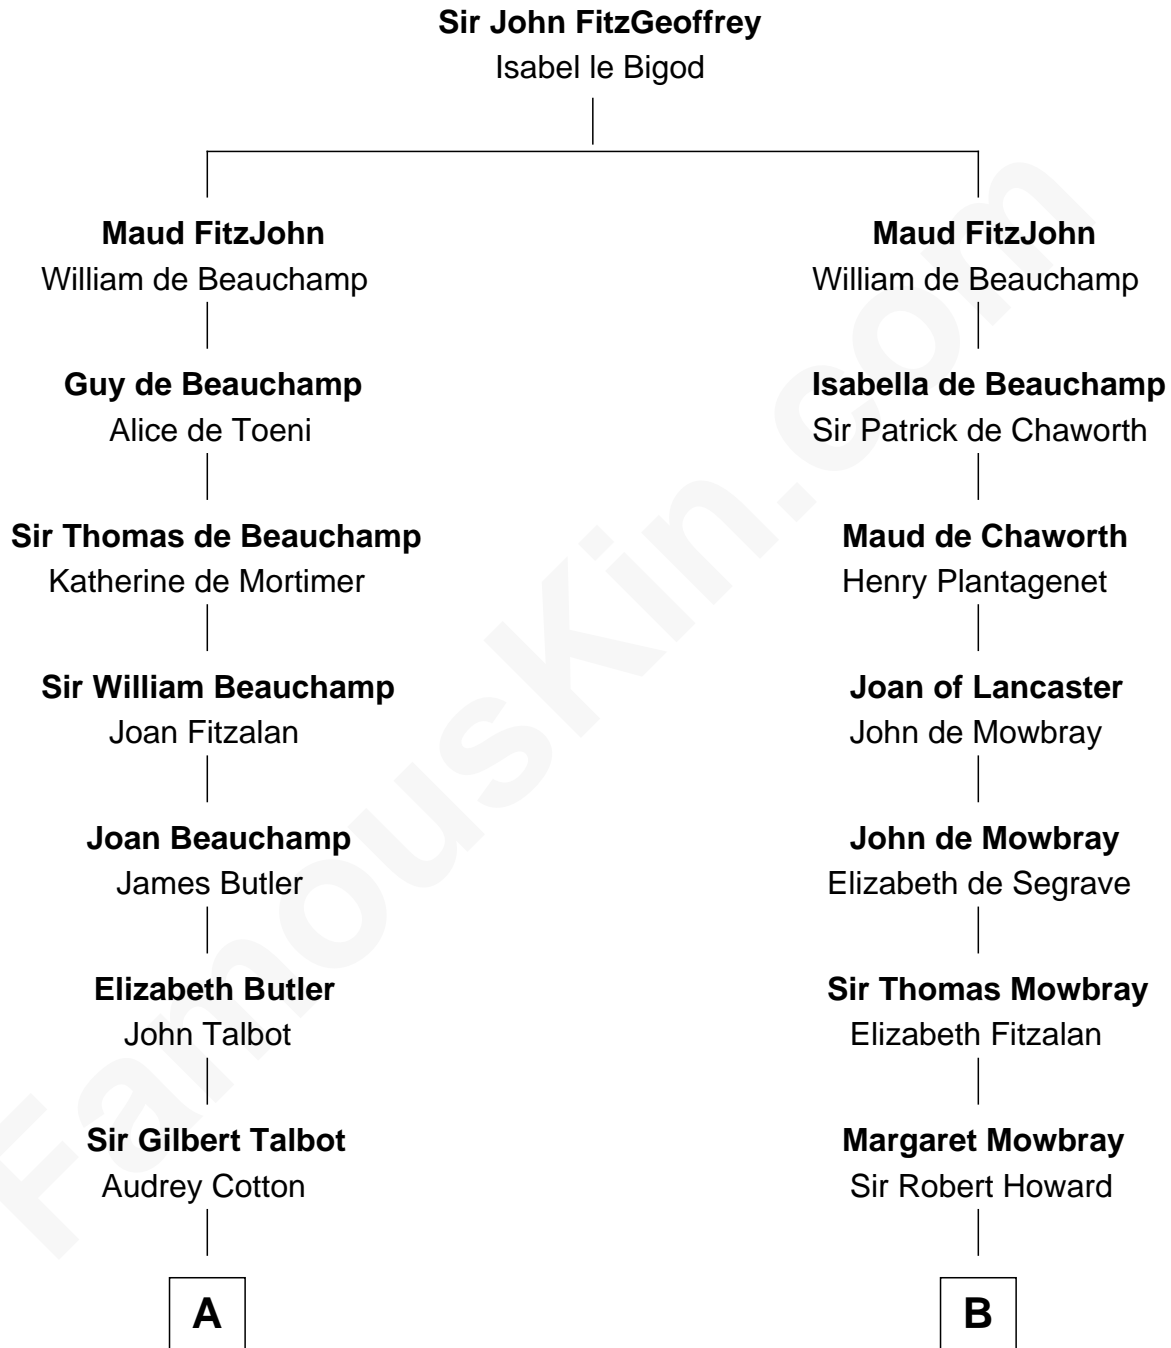 Sir John FitzGeoffrey
Isabel le Bigod
Maud FitzJohn
William de Beauchamp
Guy de Beauchamp
Alice de Toeni
Sir Thomas de Beauchamp
Katherine de Mortimer
Sir William Beauchamp
Joan Fitzalan
Joan Beauchamp
James Butler
Elizabeth Butler
John Talbot
Sir Gilbert Talbot
Audrey Cotton
A
Maud FitzJohn
William de Beauchamp
Isabella de Beauchamp
Sir Patrick de Chaworth
Maud de Chaworth
Henry Plantagenet
Joan of Lancaster
John de Mowbray
John de Mowbray
Elizabeth de Segrave
Sir Thomas Mowbray
Elizabeth Fitzalan
Margaret Mowbray
Sir Robert Howard
B
FamousKin.com